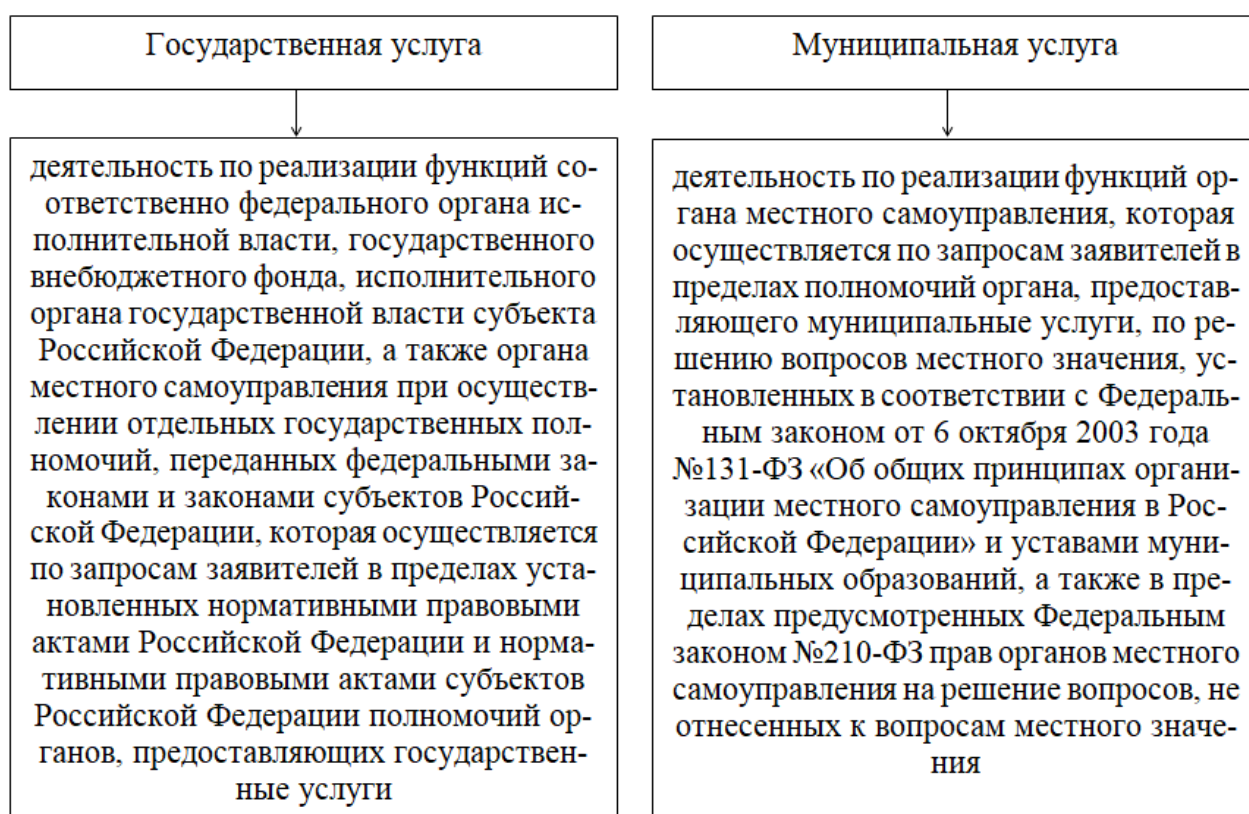 Государственная услуга
деятельность по реализации функций со-
ответственно федерального органа ис-
полнительной власти, государственного
внебюджетного фонда, исполнительного
органа государственной власти субъекта
Российской Федерации, а также органа
местного самоуправления при осуществ-
лении отдельных государственных пол-
номочий, переданных федеральными за-
конами и законами субъектов Россий-
ской Федерации, которая осуществляется
по запросам заявителей в пределах уста-
новленных нормативными правовыми
актами Российской Федерации и норма-
тивными правовыми актами субъектов
Российской Федерации полномочий ор-
ганов, предоставляющих государствен-
ные услуги
Муниципальная услуга
деятельность по реализации функций ор-
гана местного самоуправления, которая
осуществляется по запросам заявителей в
пределах полномочий органа, предостав-
ляющего муниципальные услуги, по ре-
шению вопросов местного значения, ус-
тановленных в соответствии с Федераль-
ным законом от 6 октября 2003 года
№131-ФЗ «Об общих принципах органи-
зации местного самоуправления в Рос-
сийской Федерации» и уставами муни-
ципальных образований, а также в пре-
делах предусмотренных Федеральным
законом №210-ФЗ прав органов местного
самоуправления на решение вопросов, не
отнесенных к вопросам местного значе-
ния